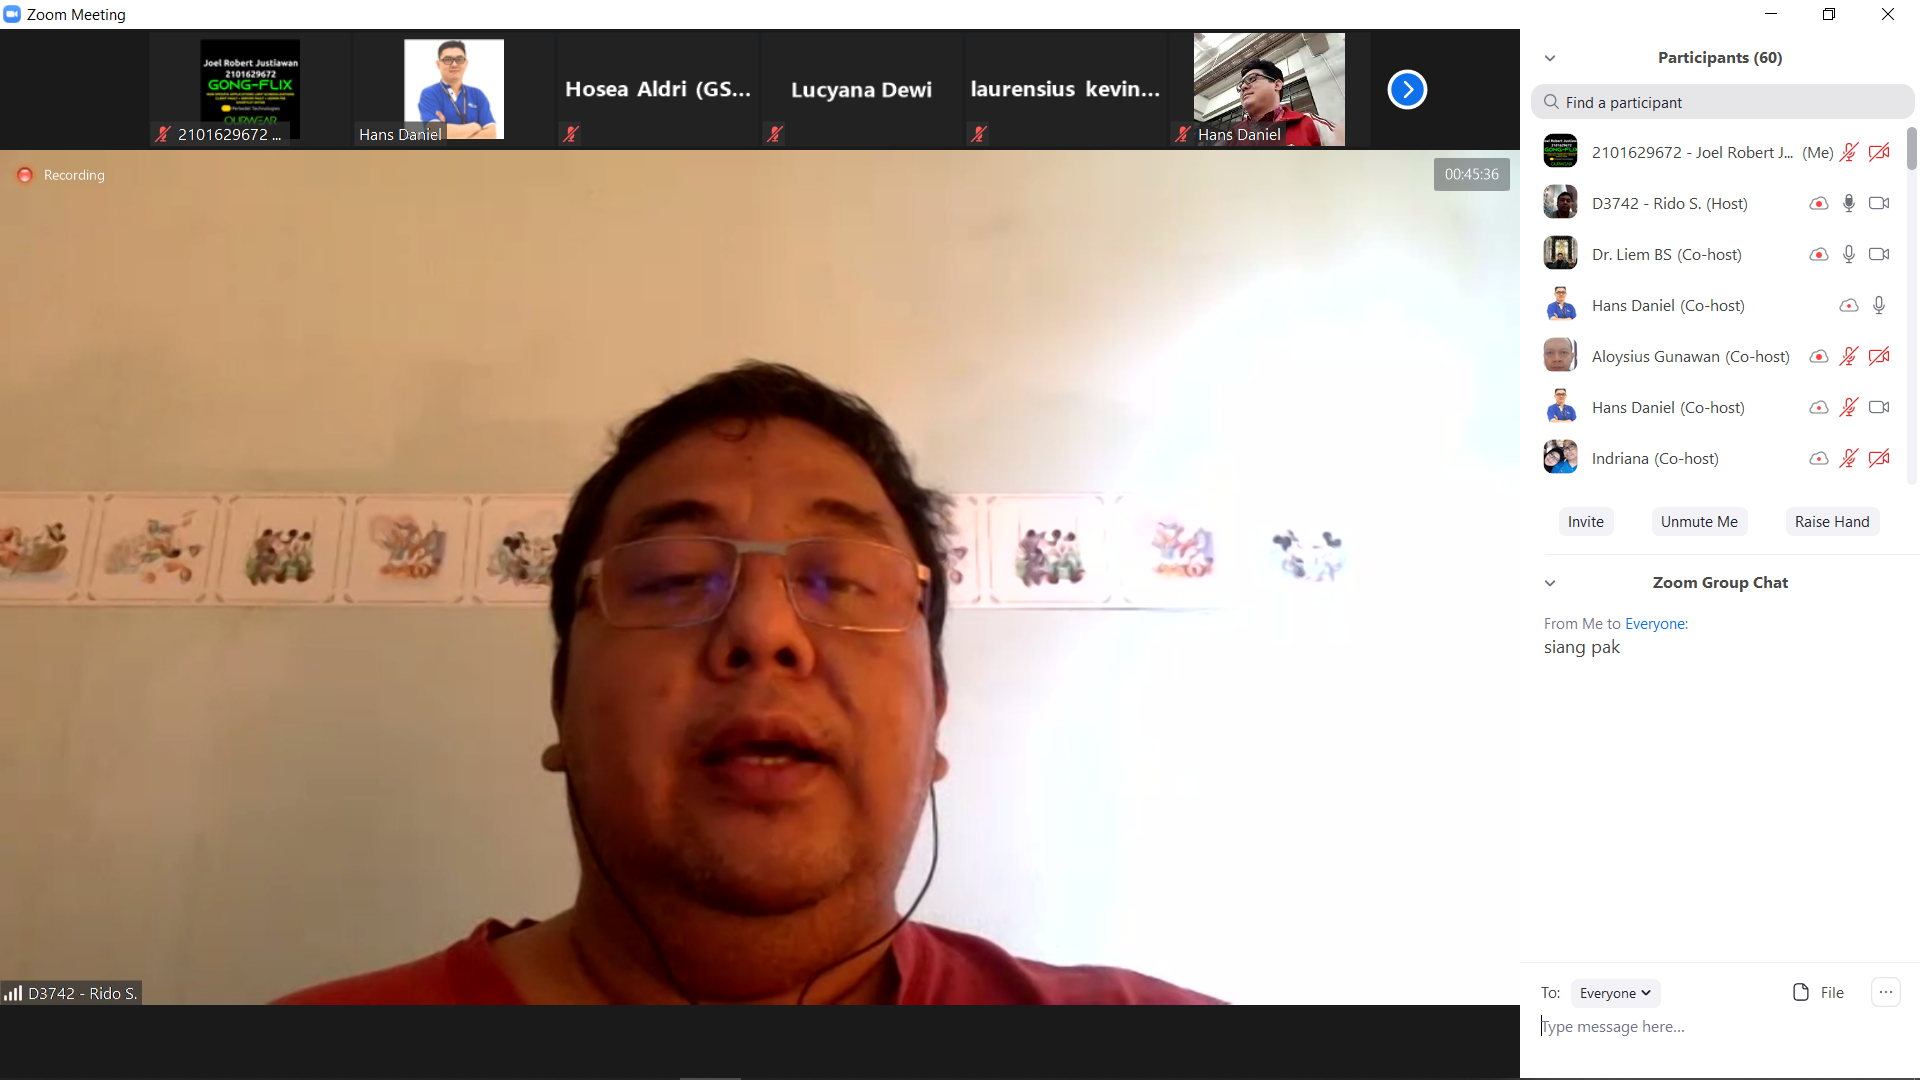 Zoom Meeting
Joel Robert Justiawan
2101629672
GONG-FLIX
OURWEAR
2101629672 ...
Hans Daniel
Hosea Aldri (GS...
Lucyana Dewi
laurensius kevin...
Hans Daniel
Recording
00:45:36
D3742 - Rido S.
Participants (60)
Find a participant
2101629672 - Joel Robert J... (Me)
D3742 - Rido S. (Host)
Dr. Liem BS (Co-host)
Hans Daniel (Co-host)
Aloysius Gunawan (Co-host)
Hans Daniel (Co-host)
Indriana (Co-host)
Invite Unmute Me Raise Hand
Zoom Group Chat
From Me to Everyone:
siang pak
To: Everyone File
Type message here...